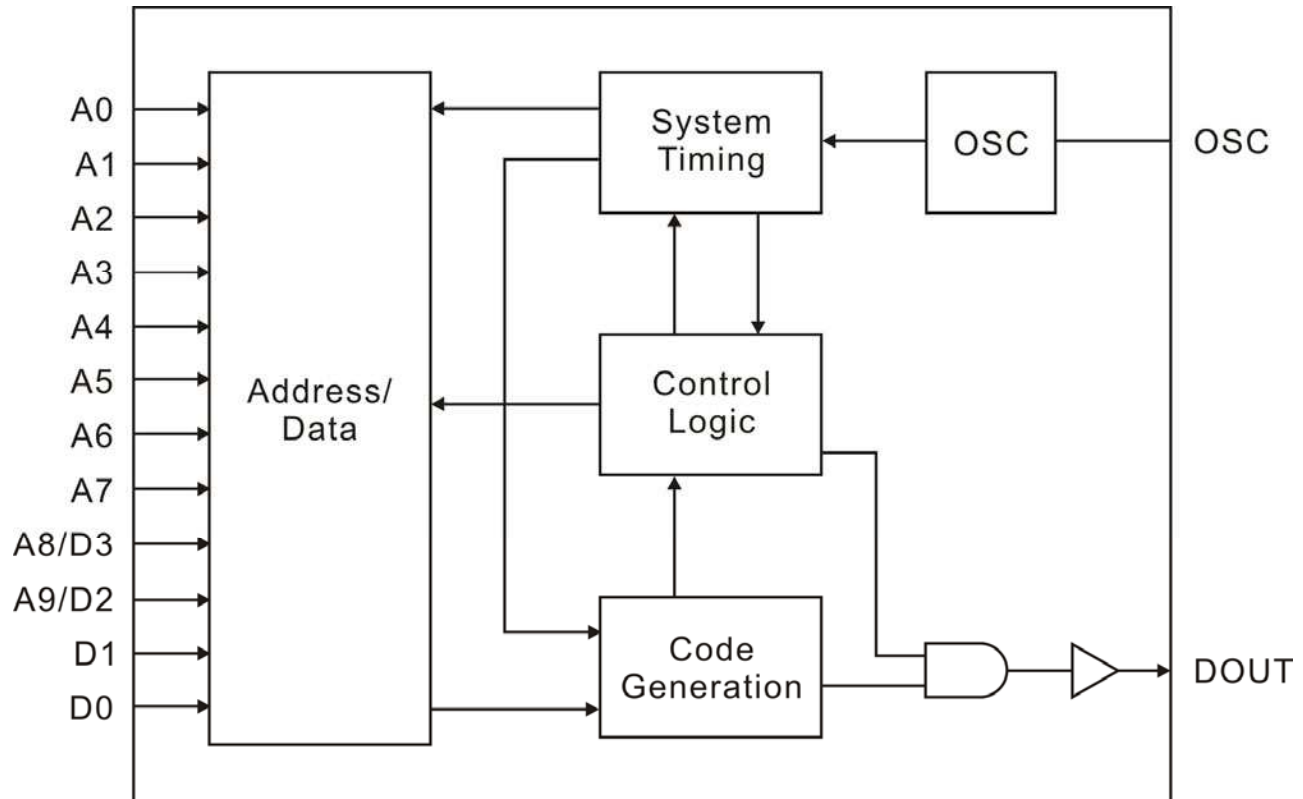 A0
A1
A2
A3
A4
A5
A6
A7
A8/D3
A9/D2
D1
D0
Address/
Data
System
Timing
OSC
OSC
Control
Logic
Code
Generation
DOUT